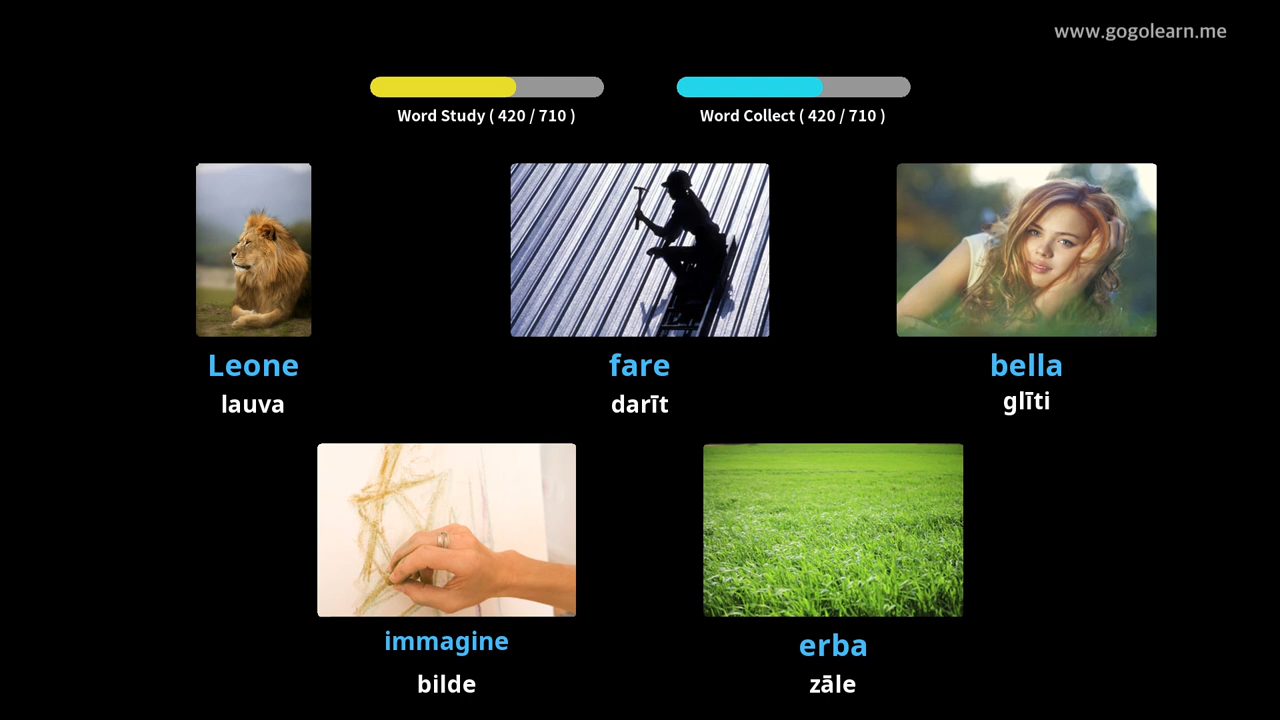 www.gogolearn.me
Word Study ( 420 / 710 )
Word Collect ( 420 / 710 )
Leone
lauva
fare
darīt
bella
glīti
immagine
bilde
erba
zāle